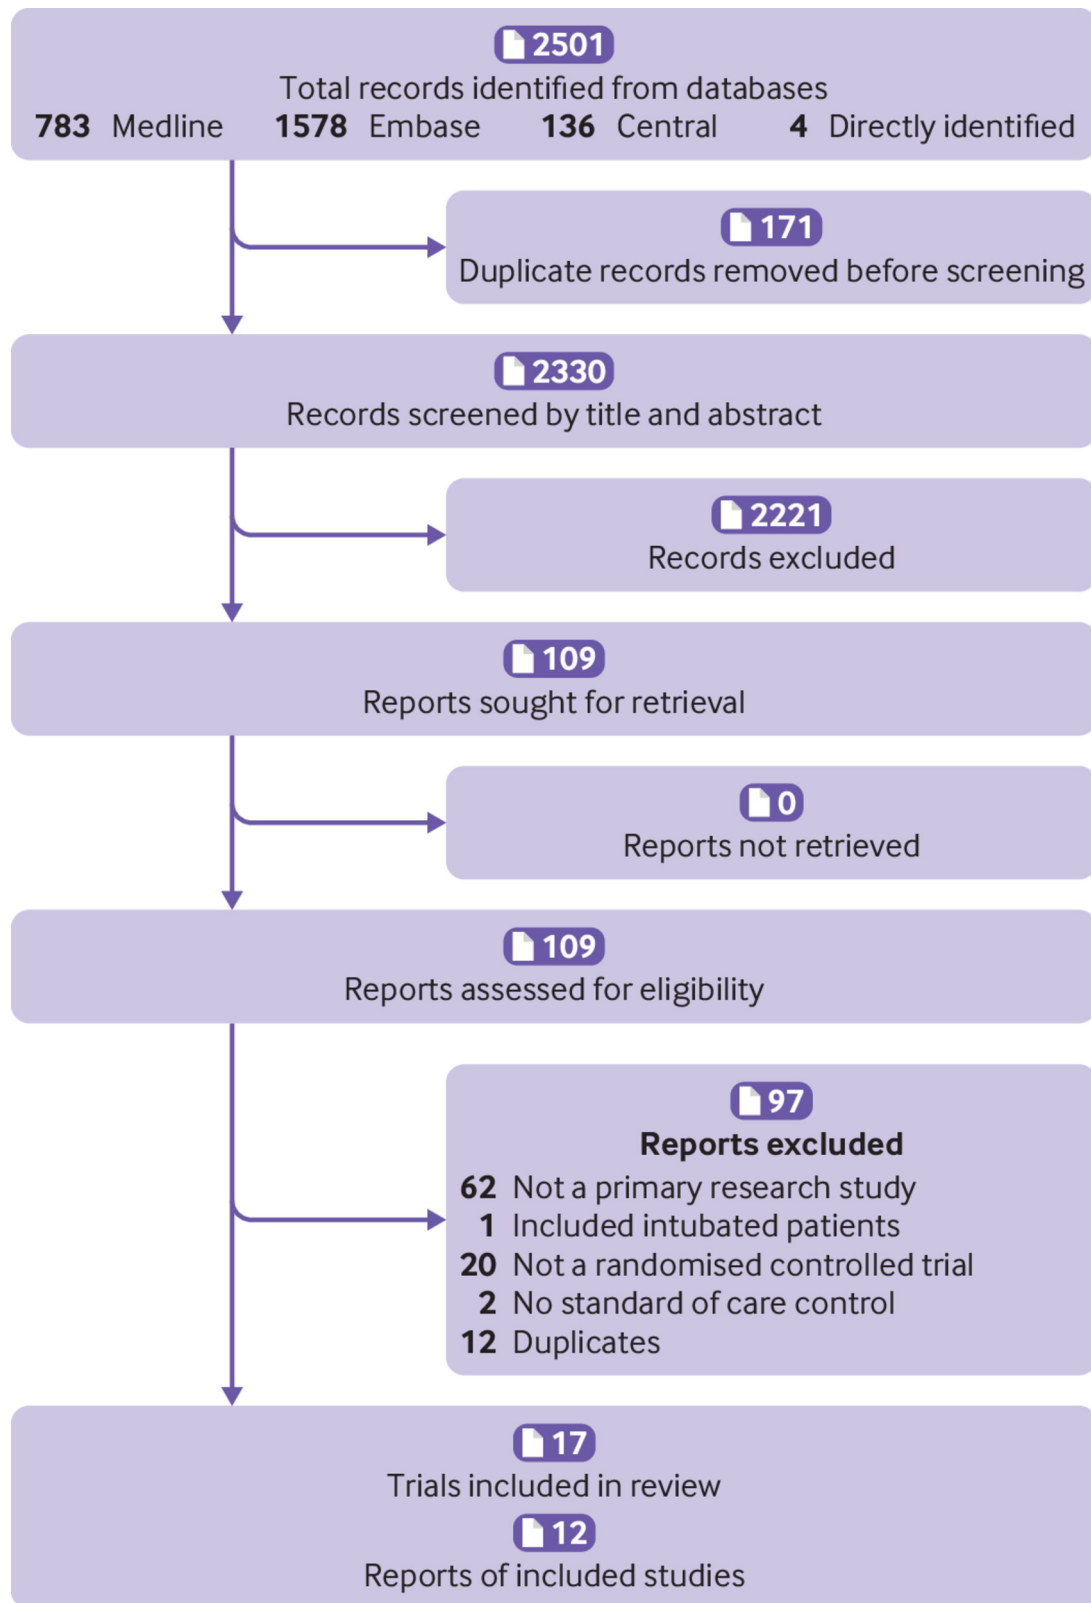 2501
Total records identified from databases
783 Medline 1578 Embase 136 Central 4 Directly identified
171
Duplicate records removed before screening
2330
Records screened by title and abstract
2221
Records excluded
109
Reports sought for retrieval
0
Reports not retrieved
109
Reports assessed for eligibility
97
Reports excluded
62 Not a primary research study
1 Included intubated patients
20 Not a randomised controlled trial
2 No standard of care control
12 Duplicates
17
Trials included in review
12
Reports of included studies